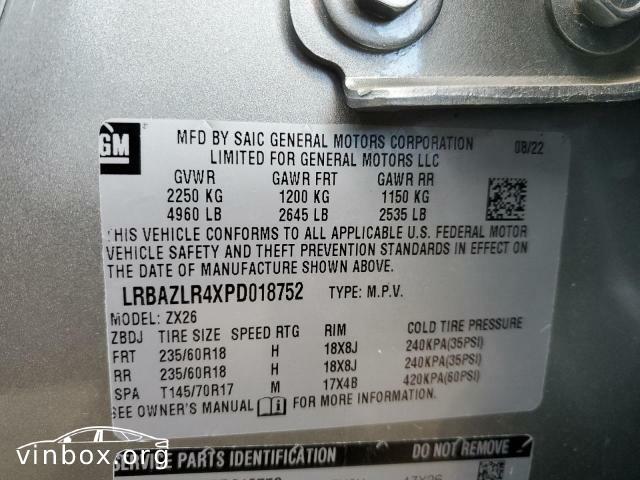 GM
MFD BY SAIC GENERAL MOTORS CORPORATION 08/22
LIMITED FOR GENERAL MOTORS LLC
GVWR GAWR FRT GAWR RR
2250 KG 1200 KG 1150 KG
4960 LB 2645 LB 2535 LB
THIS VEHICLE CONFORMS TO ALL APPLICABLE U.S. FEDERAL MOTOR
VEHICLE SAFETY AND THEFT PREVENTION STANDARDS IN EFFECT ON
THE DATE OF MANUFACTURE SHOWN ABOVE.
LRBAZLR4XPD018752 TYPE: M.P.V.
MODEL: ZX26
ZBDJ TIRE SIZE SPEED RTG RIM COLD TIRE PRESSURE
FRT 235/60R18 H 18X8J 240KPA(35PSI)
RR 235/60R18 H 18X8J 240KPA(35PSI)
SPA T145/70R17 M 17X4B 420KPA(60PSI)
SEE OWNER'S MANUAL FOR MORE INFORMATION.
SERVICE PARTS IDENTIFICATION DO NOT REMOVE
vinbox.org